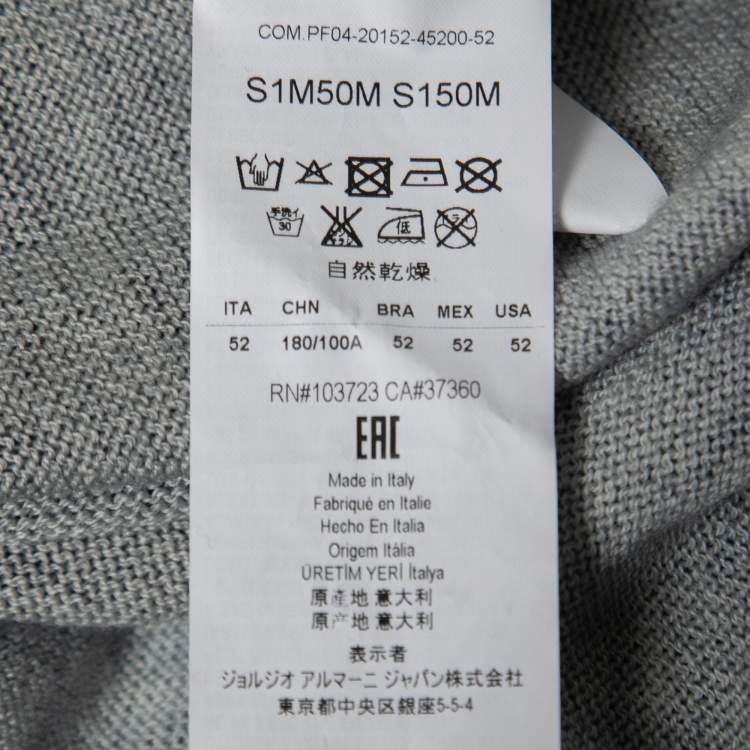 COM.PF04-20152-45200-52
S1M50M S150M
手洗イ
30
低
自然乾燥
ITA CHN BRA MEX USA
52 180/100A 52 52 52
RN#103723 CA#37360
EAC
Made in Italy
Fabriqué en Italie
Hecho En Italia
Origem Itália
ÜRETİM YERİ İtalya
原產地 意大利
原产地 意大利
表示者
ジョルジオ アルマーニ ジャパン株式会社
東京都中央区銀座5-5-4